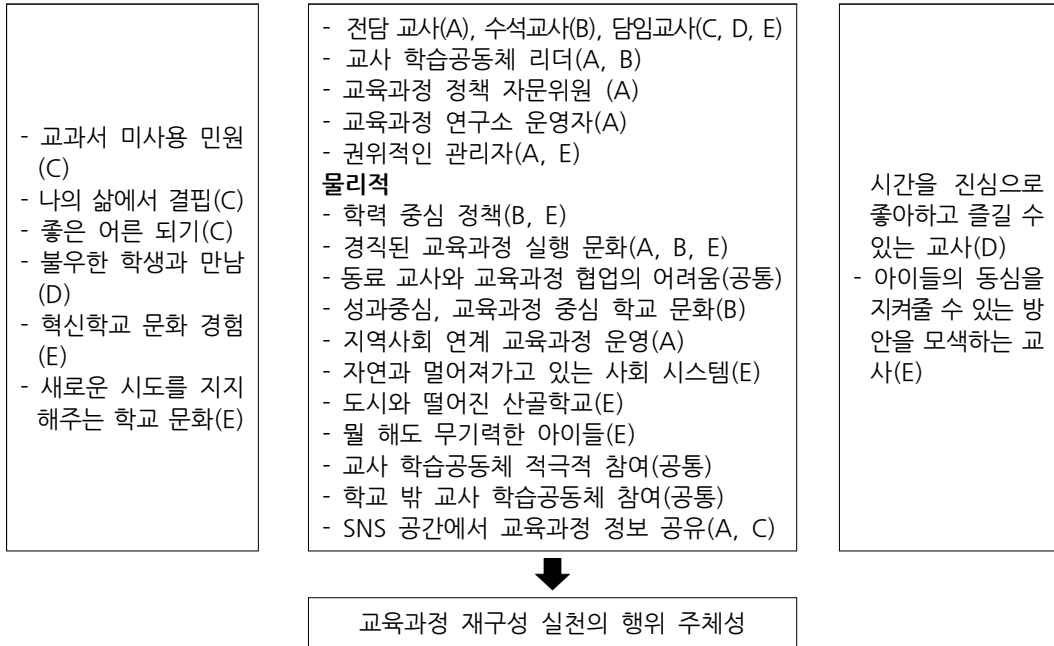 - 교과서 미사용 민원
(C)
- 나의 삶에서 결핍(C)
- 좋은 어른 되기(C)
- 불우한 학생과 만남
(D)
- 혁신학교 문화 경험
(E)
- 새로운 시도를 지지
해주는 학교 문화(E)
- 전담 교사(A), 수석교사(B), 담임교사(C, D, E)
- 교사 학습공동체 리더(A, B)
- 교육과정 정책 자문위원 (A)
- 교육과정 연구소 운영자(A)
- 권위적인 관리자(A, E)
물리적
- 학력 중심 정책(B, E)
- 경직된 교육과정 실행 문화(A, B, E)
- 동료 교사와 교육과정 협업의 어려움(공통)
- 성과중심, 교육과정 중심 학교 문화(B)
- 지역사회 연계 교육과정 운영(A)
- 자연과 멀어져가고 있는 사회 시스템(E)
- 도시와 떨어진 산골학교(E)
- 뭘 해도 무기력한 아이들(E)
- 교사 학습공동체 적극적 참여(공통)
- 학교 밖 교사 학습공동체 참여(공통)
- SNS 공간에서 교육과정 정보 공유(A, C)
시간을 진심으로
좋아하고 즐길 수
있는 교사(D)
- 아이들의 동심을
지켜줄 수 있는 방
안을 모색하는 교
사(E)
교육과정 재구성 실천의 행위 주체성